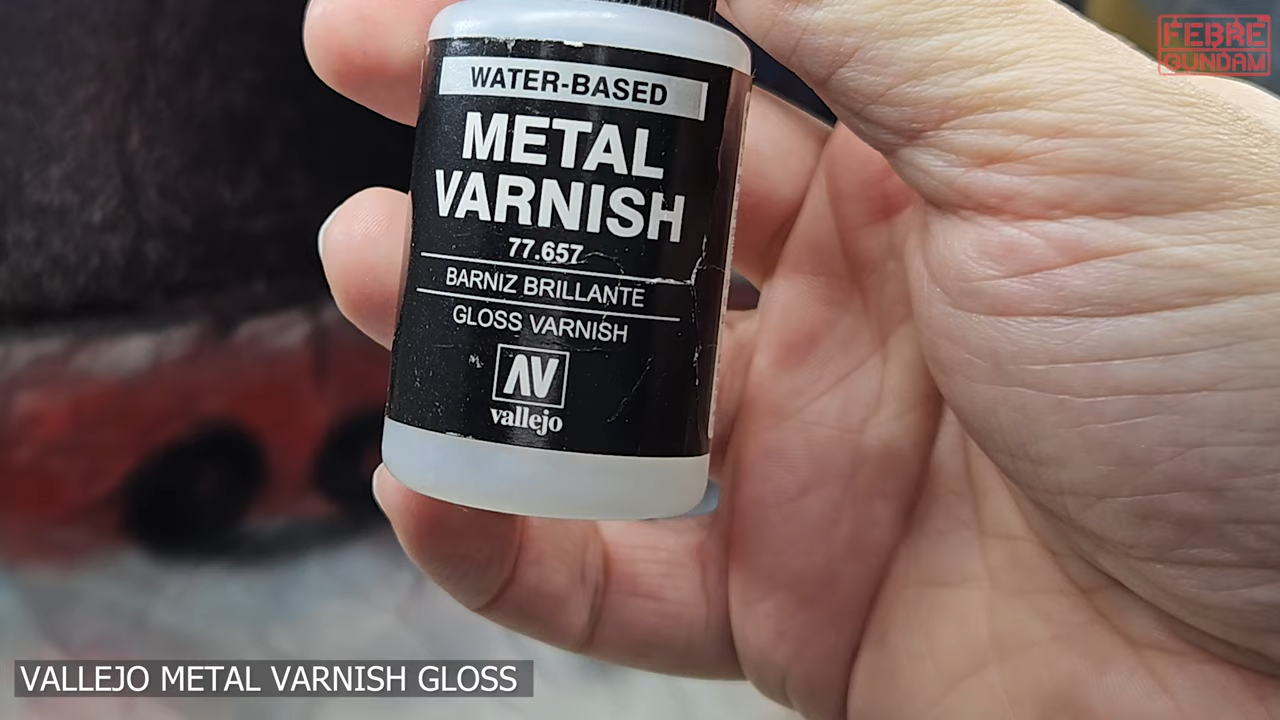 FEBRE
GUNDAM
WATER-BASED
METAL
VARNISH
77.657
BARNIZ BRILLANTE
GLOSS VARNISH
AV
vallejo
VALLEJO METAL VARNISH GLOSS